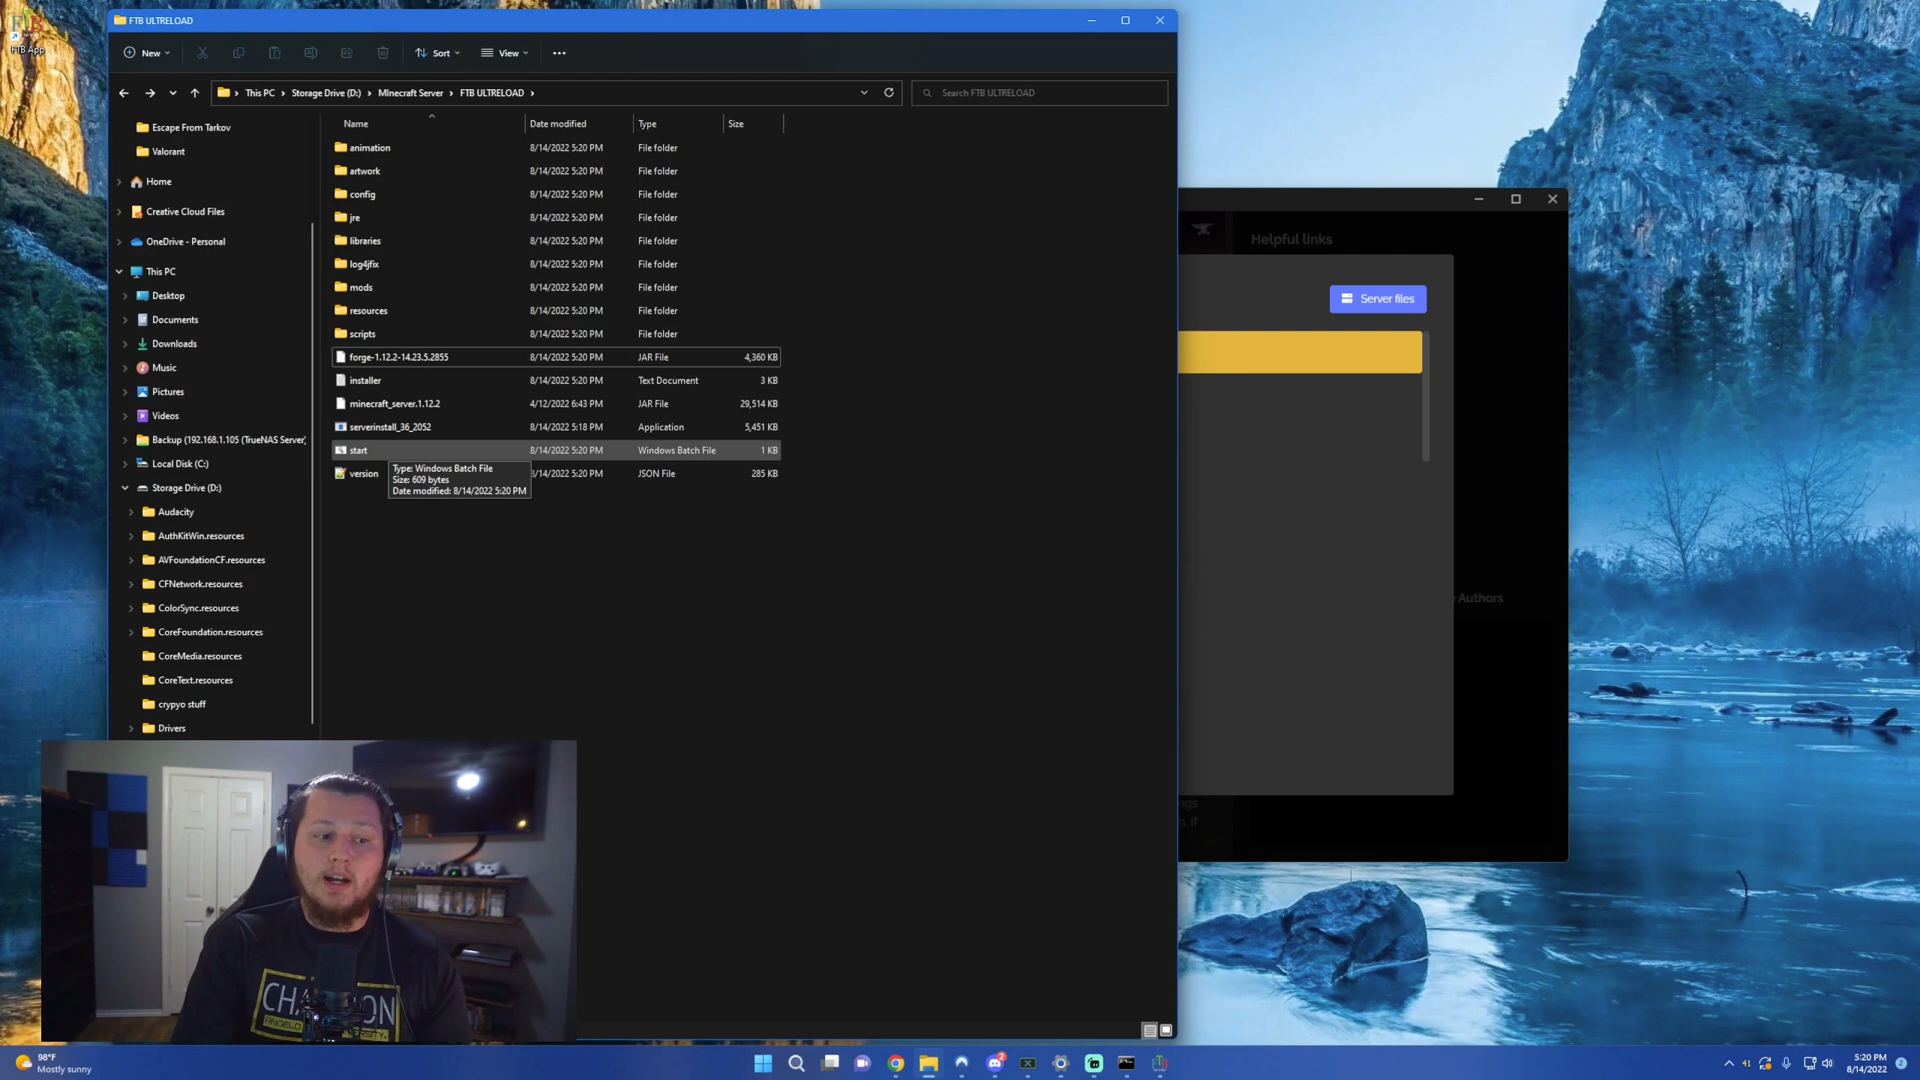 FTB App
FTB ULTRELOAD
New
Sort
View
This PC
Storage Drive (D:)
MInecraft Server
FTB ULTRELOAD
Search FTB ULTRELOAD
Escape From Tarkov
Valorant
Home
Creative Cloud Files
OneDrive - Personal
This PC
Desktop
Documents
Downloads
Music
Pictures
Videos
Backup (192.168.1.105 (TrueNAS Server)
Local Disk (C:)
Storage Drive (D:)
Audacity
AuthKitWin.resources
AVFoundationCF.resources
CFNetwork.resources
ColorSync.resources
CoreFoundation.resources
CoreMedia.resources
CoreText.resources
crypyo stuff
Drivers
Name Date modified Type Size
animation 8/14/2022 5:20 PM File folder
artwork 8/14/2022 5:20 PM File folder
config 8/14/2022 5:20 PM File folder
jre 8/14/2022 5:20 PM File folder
libraries 8/14/2022 5:20 PM File folder
log4jfix 8/14/2022 5:20 PM File folder
mods 8/14/2022 5:20 PM File folder
resources 8/14/2022 5:20 PM File folder
scripts 8/14/2022 5:20 PM File folder
forge-1.12.2-14.23.5.2855 8/14/2022 5:20 PM JAR File 4,360 KB
installer 8/14/2022 5:20 PM Text Document 3 KB
minecraft_server.1.12.2 4/12/2022 6:43 PM JAR File 29,514 KB
serverinstall_36_2052 8/14/2022 5:18 PM Application 5,451 KB
start 8/14/2022 5:20 PM Windows Batch File 1 KB
version 8/14/2022 5:20 PM JSON File 285 KB
Type: Windows Batch File
Size: 609 bytes
Date modified: 8/14/2022 5:20 PM
Helpful links
Server files
Authors
ngs
n. If
CHAMPION
ANGELO
98°F
Mostly sunny
2
41
5:20 PM
8/14/2022
2